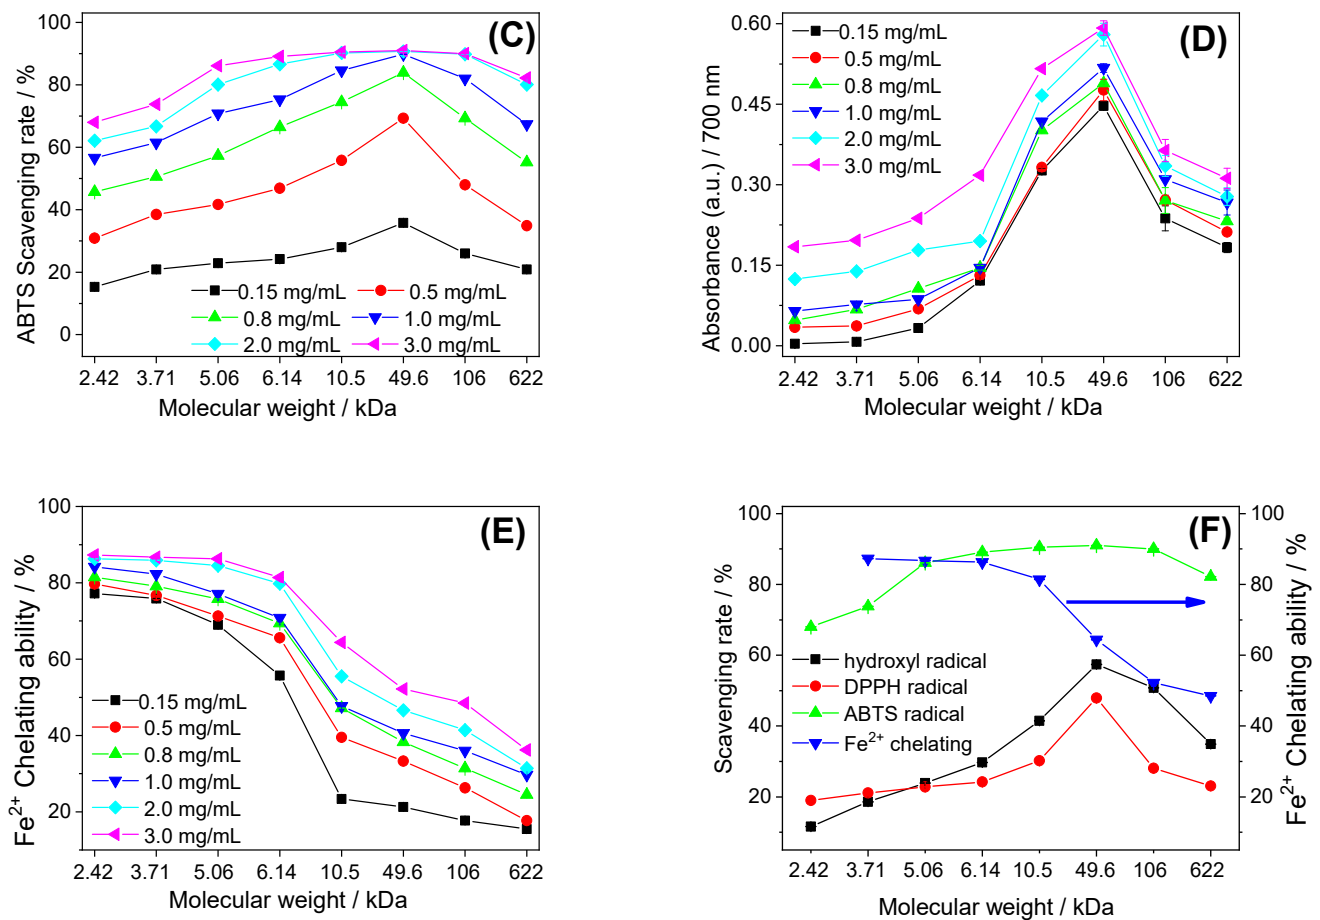 (C)
ABTS Scavenging rate / %
100
80
60
40
20
0
0.15 mg/mL 0.5 mg/mL
0.8 mg/mL 1.0 mg/mL
2.0 mg/mL 3.0 mg/mL
2.42 3.71 5.06 6.14 10.5 49.6 106 622
Molecular weight / kDa
(D)
Absorbance (a.u.) / 700 nm
0.60
0.45
0.30
0.15
0.00
0.15 mg/mL
0.5 mg/mL
0.8 mg/mL
1.0 mg/mL
2.0 mg/mL
3.0 mg/mL
2.42 3.71 5.06 6.14 10.5 49.6 106 622
Molecular weight / kDa
(E)
Fe²⁺ Chelating ability / %
100
80
60
40
20
0.15 mg/mL
0.5 mg/mL
0.8 mg/mL
1.0 mg/mL
2.0 mg/mL
3.0 mg/mL
2.42 3.71 5.06 6.14 10.5 49.6 106 622
Molecular weight / kDa
(F)
Scavenging rate / %
100
80
60
40
20
hydroxyl radical
DPPH radical
ABTS radical
Fe²⁺ chelating
100
80
60
40
20
Fe²⁺ Chelating ability / %
2.42 3.71 5.06 6.14 10.5 49.6 106 622
Molecular weight / kDa